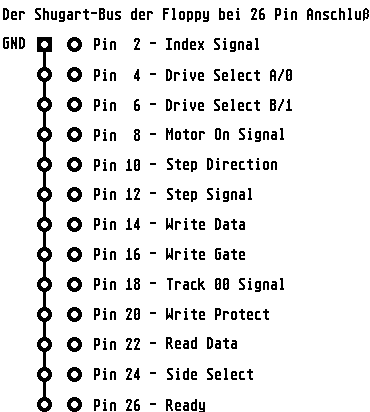 Der Shugart-Bus der Floppy bei 26 Pin Anschluß
GND Pin 2 - Index Signal
Pin 4 - Drive Select A/0
Pin 6 - Drive Select B/1
Pin 8 - Motor On Signal
Pin 10 - Step Direction
Pin 12 - Step Signal
Pin 14 - Write Data
Pin 16 - Write Gate
Pin 18 - Track 00 Signal
Pin 20 - Write Protect
Pin 22 - Read Data
Pin 24 - Side Select
Pin 26 - Ready